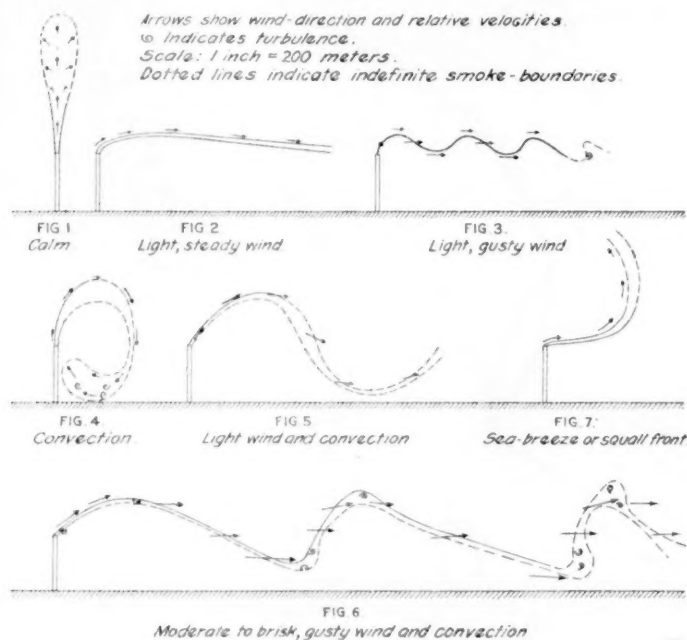 Arrows show wind-direction and relative velocities.
Indicates turbulence.
Scale: 1 inch = 200 meters.
Dotted lines indicate indefinite smoke-boundaries.
FIG 1
Calm
FIG 2
Light, steady wind.
FIG. 3.
Light, gusty wind
FIG. 4
Convection.
FIG. 5
Light wind and convection
FIG. 7.
Sea-breeze or squall front
FIG 6
Moderate to brisk, gusty wind and convection